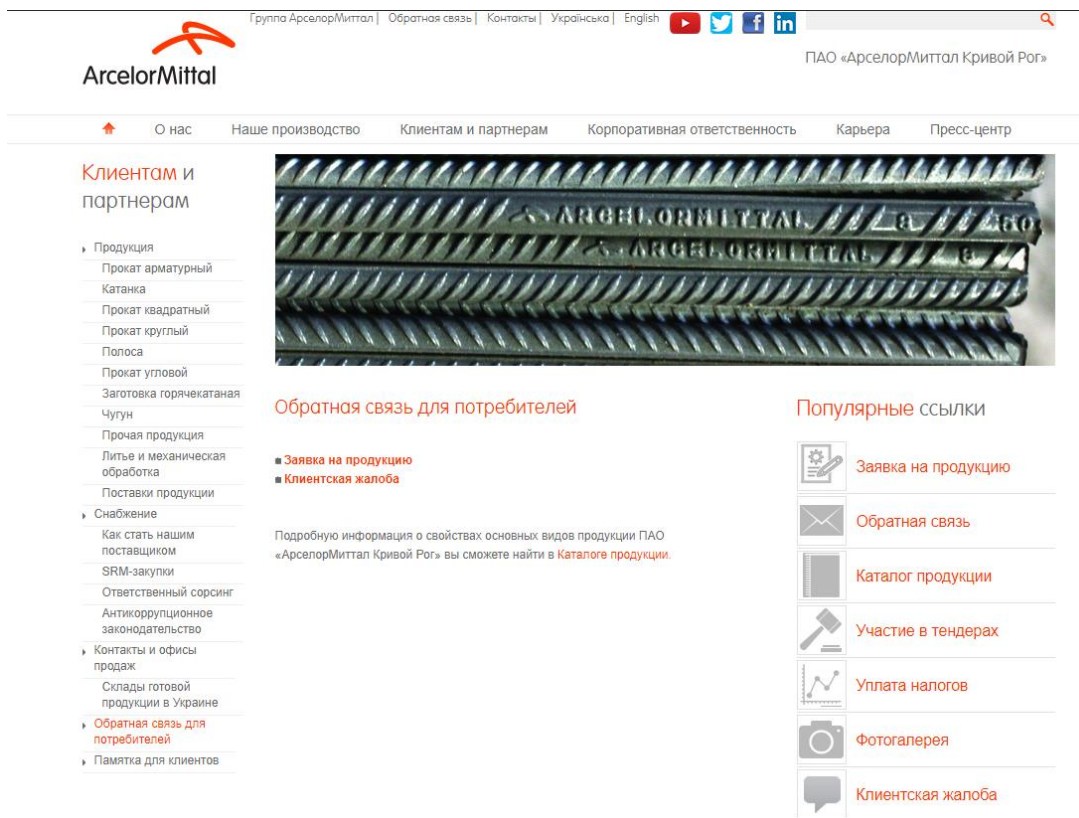 Группа АрселорМиттал | Обратная связь | Контакты | Українська | English
in
ArcelorMittal
ПАО «АрселорМиттал Кривой Рог»
О нас Наше производство Клиентам и партнерам Корпоративная ответственность Карьера Пресс-центр
Клиентам и
партнерам
Продукция
Прокат арматурный
Катанка
Прокат квадратный
Прокат круглый
Полоса
Прокат угловой
Заготовка горячекатаная
Чугун
Прочая продукция
Литье и механическая
обработка
Поставки продукции
Снабжение
Как стать нашим
поставщиком
SRM-закупки
Ответственный сорсинг
Антикоррупционное
законодательство
Контакты и офисы
продаж
Склады готовой
продукции в Украине
Обратная связь для
потребителей
Памятка для клиентов
ARCELORMITTAL 8 500
ARCELORMITTAL 8
Обратная связь для потребителей
Заявка на продукцию
Клиентская жалоба
Подробную информация о свойствах основных видов продукции ПАО
«АрселорМиттал Кривой Рог» вы сможете найти в Каталоге продукции.
Популярные ссылки
Заявка на продукцию
Обратная связь
Каталог продукции
Участие в тендерах
Уплата налогов
Фотогалерея
Клиентская жалоба